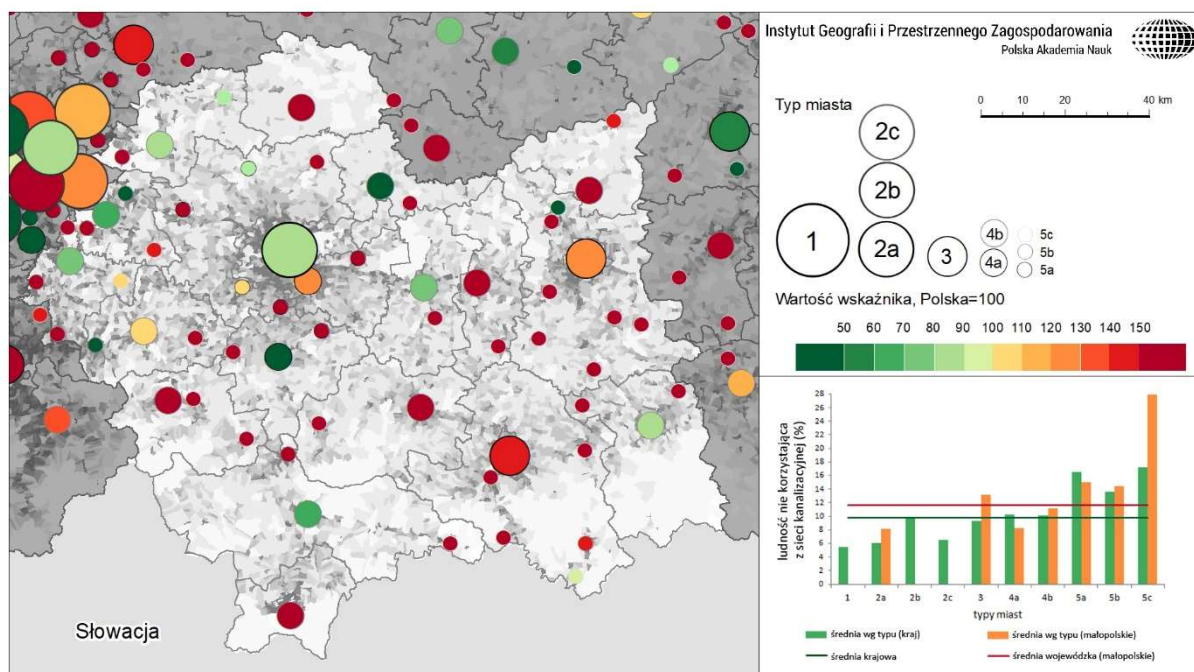 Słowacja
Instytut Geografii i Przestrzennego Zagospodarowania
Polska Akademia Nauk
Typ miasta
0 10 20 40 km
2c
2b
1
2a
3
4b
4a
5c
5b
5a
Wartość wskaźnika, Polska=100
50 60 70 80 90 100 110 120 130 140 150
ludność nie korzystająca
z sieci kanalizacyjnej (%)
28
26
24
22
20
18
16
14
12
10
8
6
4
2
0
1 2a 2b 2c 3 4a 4b 5a 5b 5c
typy miast
średnia wg typu (kraj)
średnia wg typu (małopolskie)
średnia krajowa
średnia wojewódzka (małopolskie)